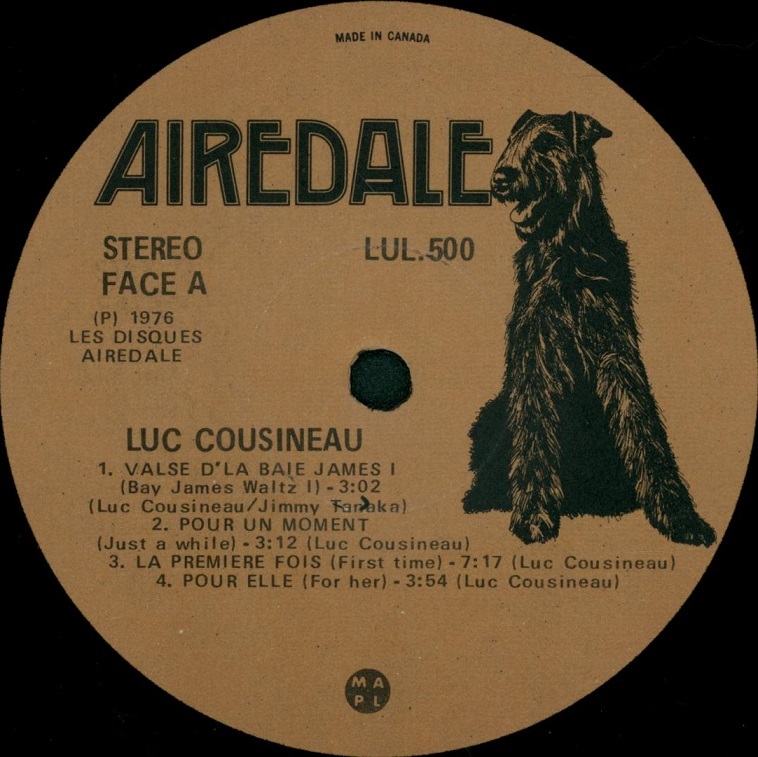 MADE IN CANADA
AIREDALE
STEREO LUL.500
FACE A
(P) 1976
LES DISQUES
AIREDALE
LUC COUSINEAU
1. VALSE D'LA BAIE JAMES I
(Bay James Waltz I) - 3:02
(Luc Cousineau/Jimmy Tanaka)
2. POUR UN MOMENT
(Just a while) - 3:12 (Luc Cousineau)
3. LA PREMIERE FOIS (First time) - 7:17 (Luc Cousineau)
4. POUR ELLE (For her) - 3:54 (Luc Cousineau)
M A
P L